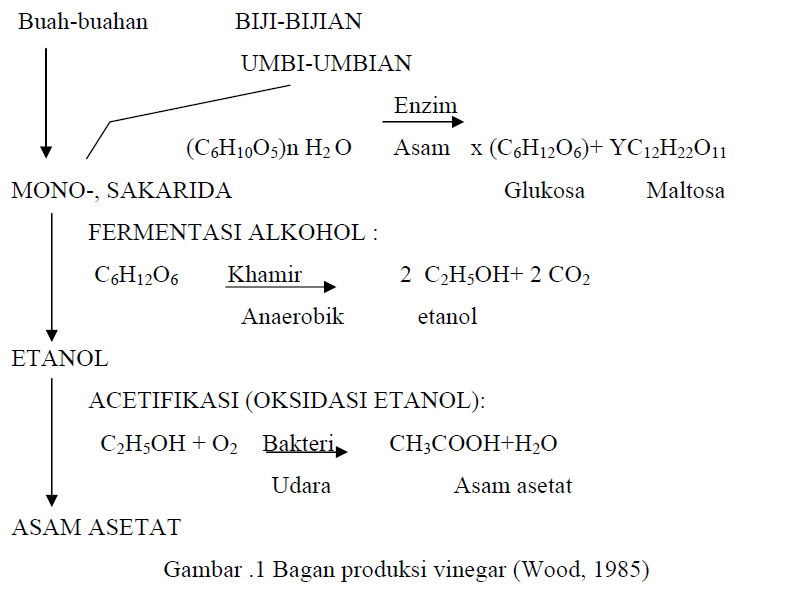 Buah-buahan BIJI-BIJIAN
UMBI-UMBIAN
Enzim
(C₆H₁₀O₅)n H₂ O Asam x (C₆H₁₂O₆)+ YC₁₂H₂₂O₁₁
MONO-, SAKARIDA Glukosa Maltosa
FERMENTASI ALKOHOL :
C₆H₁₂O₆ Khamir 2 C₂H₅OH+ 2 CO₂
Anaerobik etanol
ETANOL
ACETIFIKASI (OKSIDASI ETANOL):
C₂H₅OH + O₂ Bakteri CH₃COOH+H₂O
Udara Asam asetat
ASAM ASETAT
Gambar .1 Bagan produksi vinegar (Wood, 1985)